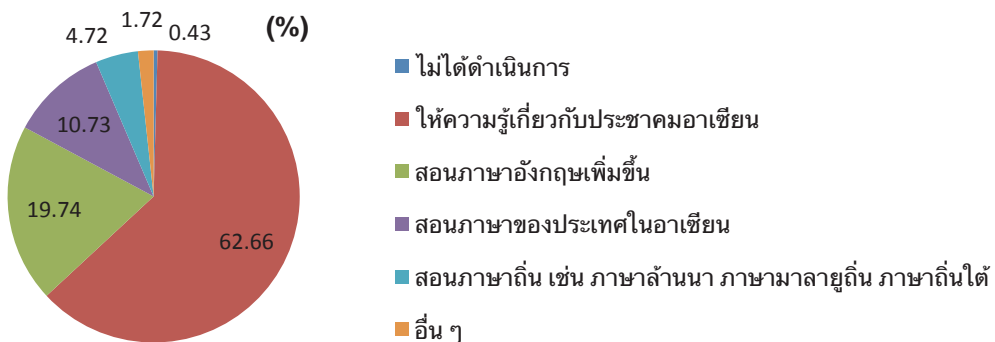 1.72
(%)
0.43
4.72
10.73
19.74
62.66
ไม่ได้ดำเนินการ
ให้ความรู้เกี่ยวกับประชาคมอาเซียน
สอนภาษาอังกฤษเพิ่มขึ้น
สอนภาษาของประเทศในอาเซียน
สอนภาษาถิ่น เช่น ภาษาล้านนา ภาษามาลายูถิ่น ภาษาถิ่นใต้
อื่น ๆ